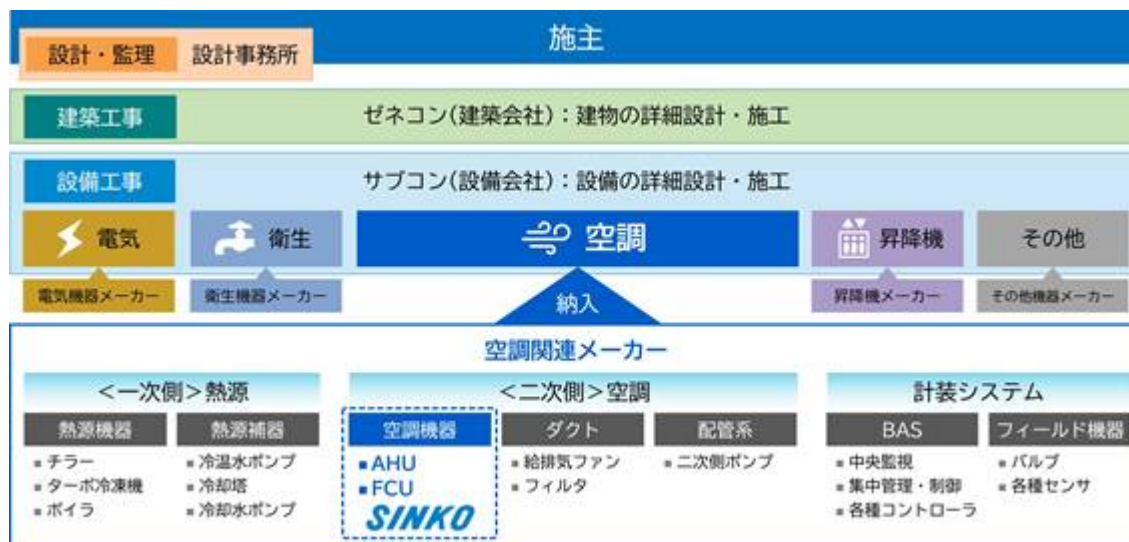 施主
設計・監理 設計事務所
建築工事 ゼネコン(建築会社)：建物の詳細設計・施工
設備工事 サブコン(設備会社)：設備の詳細設計・施工
電気 衛生 空調 昇降機 その他
電気機器メーカー 衛生機器メーカー 納入 昇降機メーカー その他機器メーカー
空調関連メーカー
＜一次側＞熱源
熱源機器
▪チラー
▪ターボ冷凍機
▪ボイラ
熱源補器
▪冷温水ポンプ
▪冷却塔
▪冷却水ポンプ
＜二次側＞空調
空調機器
▪AHU
▪FCU
SINKO
ダクト
▪給排気ファン
▪フィルタ
配管系
▪二次側ポンプ
計装システム
BAS
▪中央監視
▪集中管理・制御
▪各種コントローラ
フィールド機器
▪バルブ
▪各種センサ